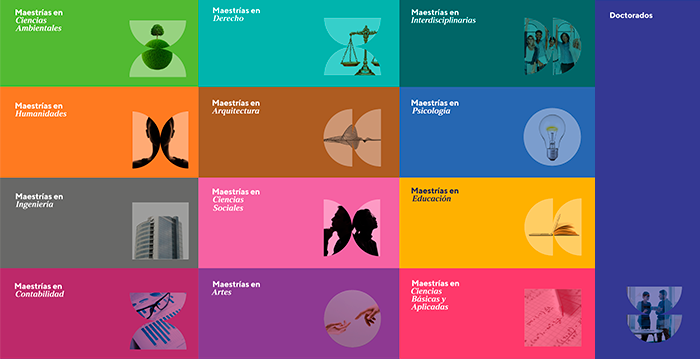 Maestrías en
Ciencias
Ambientales
Maestrías en
Derecho
Maestrías en
Interdisciplinarias
Doctorados
Maestrías en
Humanidades
Maestrías en
Arquitectura
Maestrías en
Psicología
Maestrías en
Ingeniería
Maestrías en
Ciencias
Sociales
Maestrías en
Educación
Maestrías en
Contabilidad
Maestrías en
Artes
Maestrías en
Ciencias
Básicas y
Aplicadas